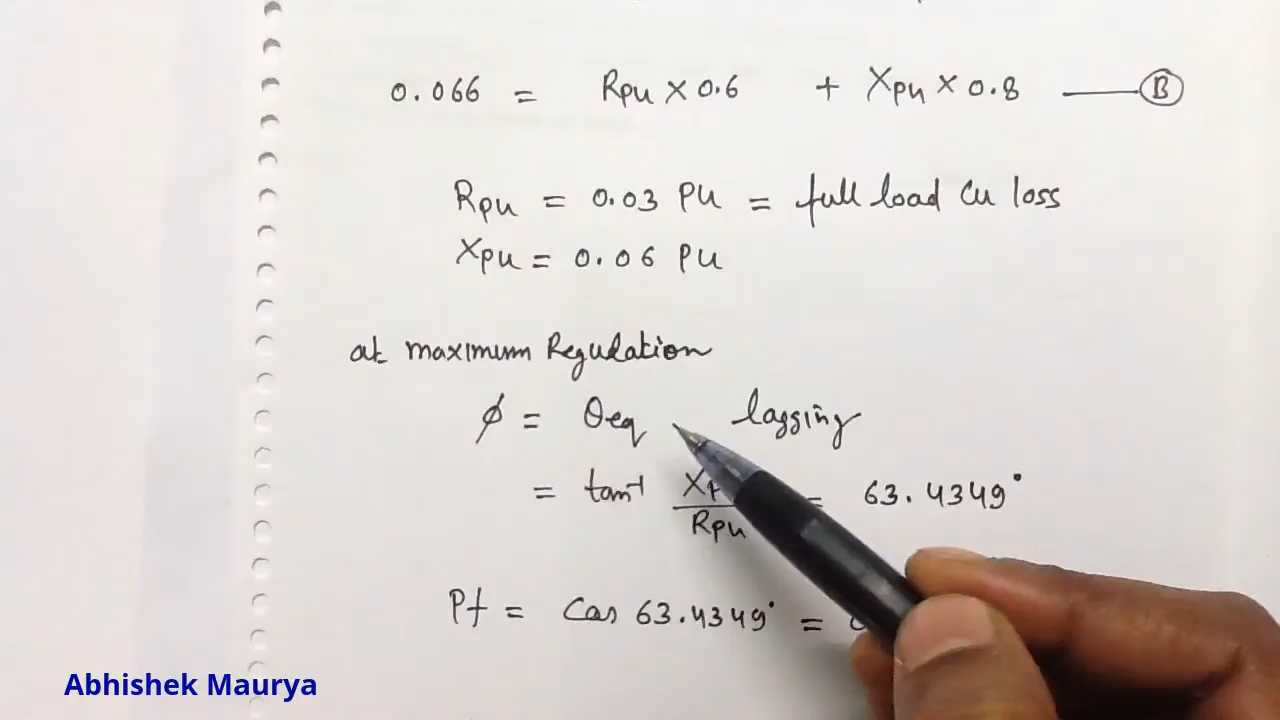 0.066 = Rpu × 0.6 + Xpu × 0.8 —— B
Rpu = 0.03 PU = full load Cu loss
Xpu = 0.06 PU
at maximum Regulation
ϕ = θeq lagging
= tan⁻¹ X / Rpu = 63.4349°
Pf = Cos 63.4349° =
Abhishek Maurya